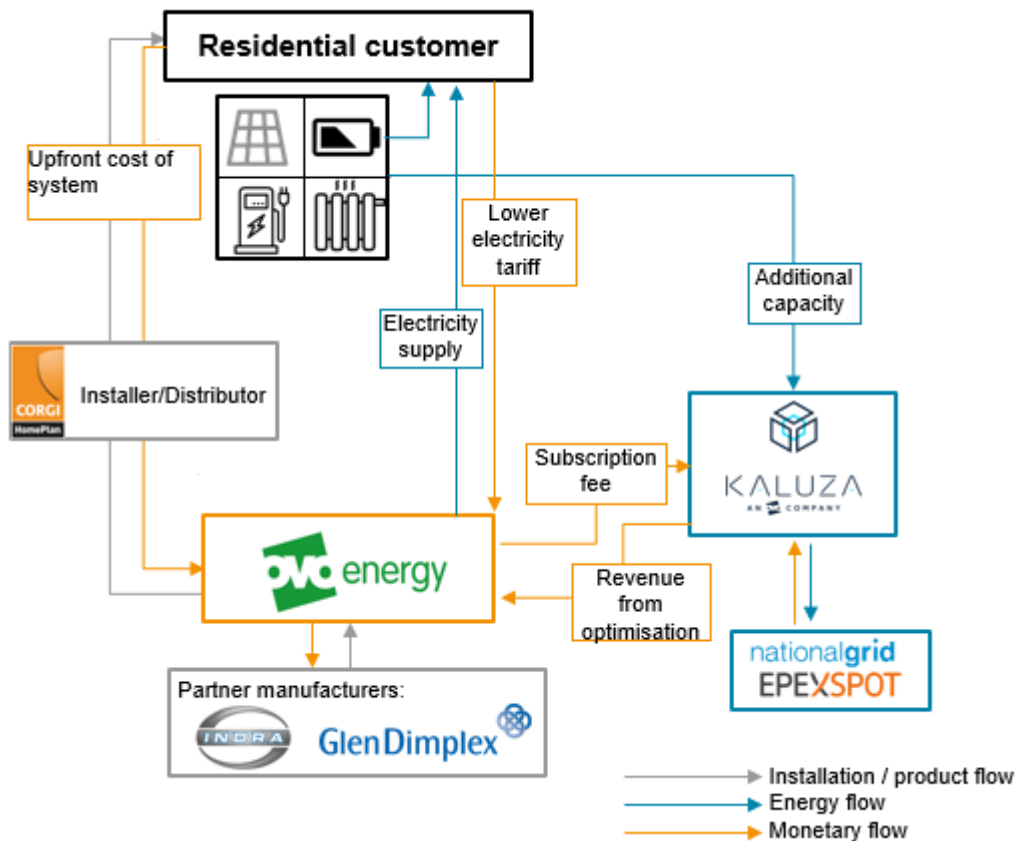 Residential customer
Upfront cost of
system
Lower
electricity
tariff
Additional
capacity
Electricity
supply
CORGI
HomePlan
Installer/Distributor
Subscription
fee
KALUZA
AN OVO COMPANY
ovo energy
Revenue
from
optimisation
nationalgrid
EPEXSPOT
Partner manufacturers:
INDRA
GlenDimplex
Installation / product flow
Energy flow
Monetary flow